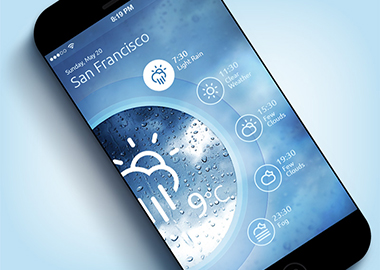 8:19 PM
Sunday, May 20
San Francisco
7:30
Light Rain
11:30
Clear
Weather
15:30
Few
Clouds
19:30
Few
Clouds
23:30
Fog
9°C